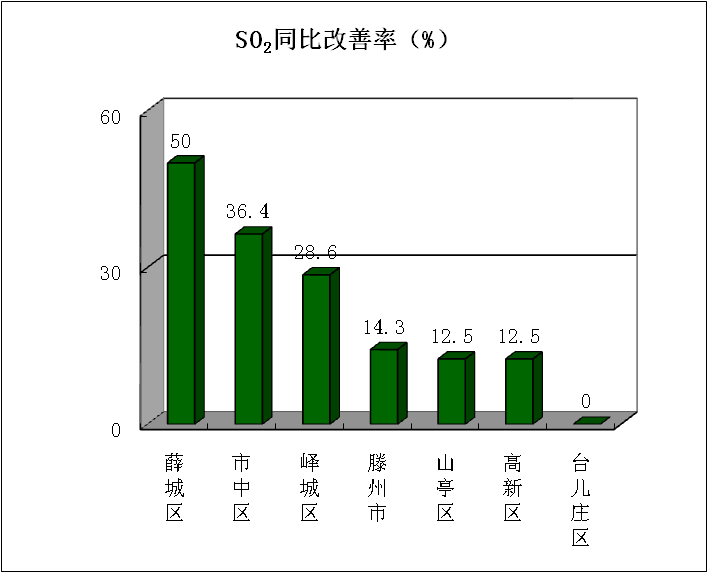 SO₂同比改善率（%）
60
50
36.4
30
28.6
14.3
12.5
12.5
0
0
薛城区
市中区
峄城区
滕州市
山亭区
高新区
台儿庄区